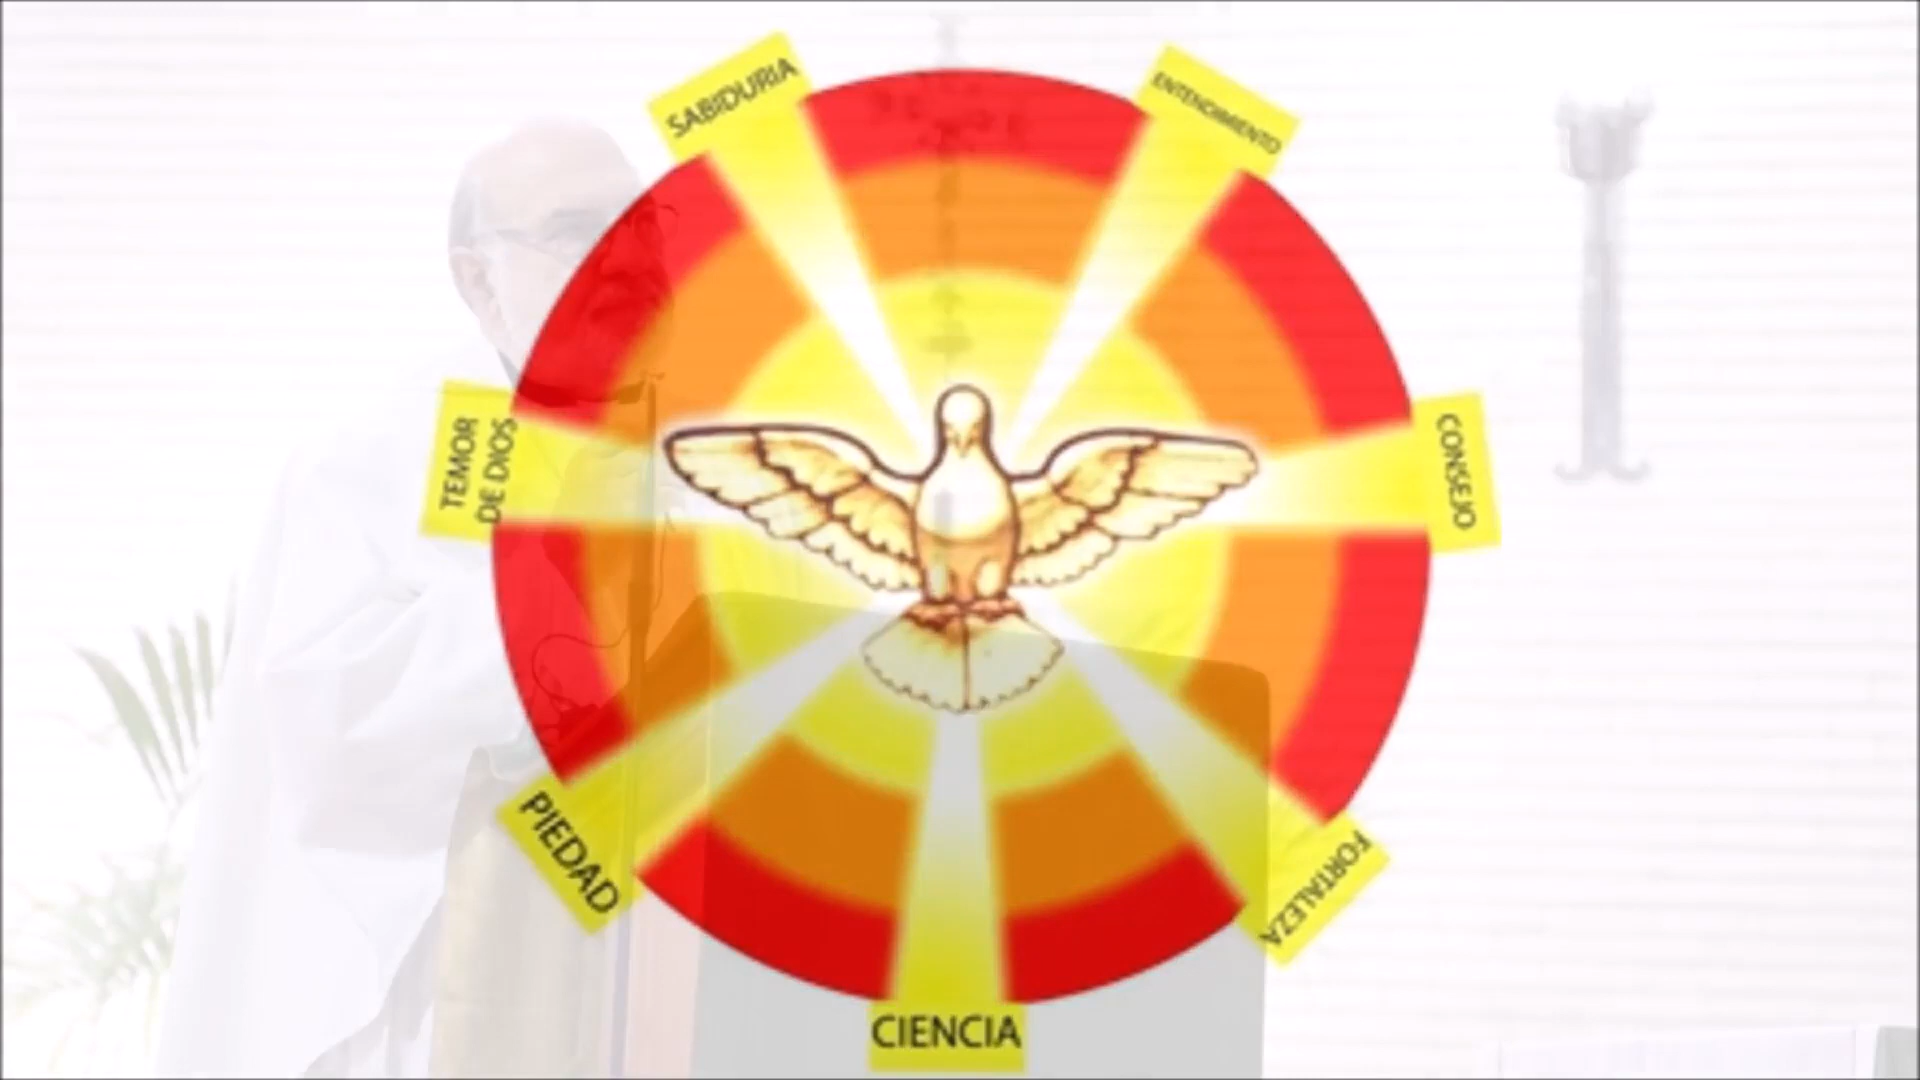 SABIDURIA
ENTENDIMIENTO
CONSEJO
FORTALEZA
CIENCIA
PIEDAD
TEMOR
DE DIOS